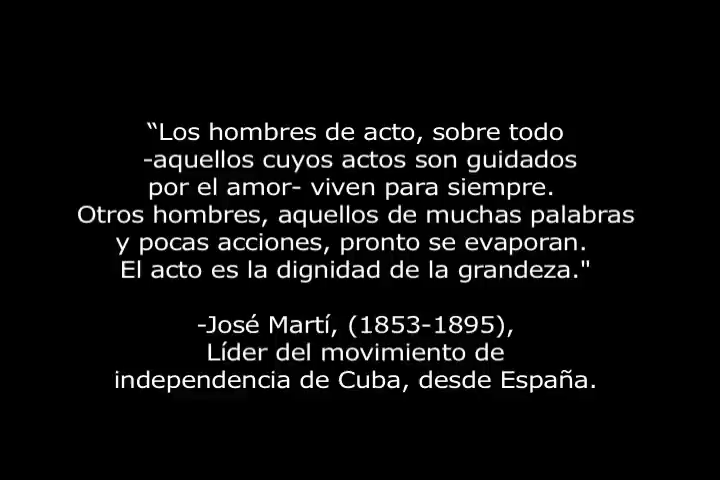 “Los hombres de acto, sobre todo
-aquellos cuyos actos son guidados
por el amor- viven para siempre.
Otros hombres, aquellos de muchas palabras
y pocas acciones, pronto se evaporan.
El acto es la dignidad de la grandeza."
-José Martí, (1853-1895),
Líder del movimiento de
independencia de Cuba, desde España.